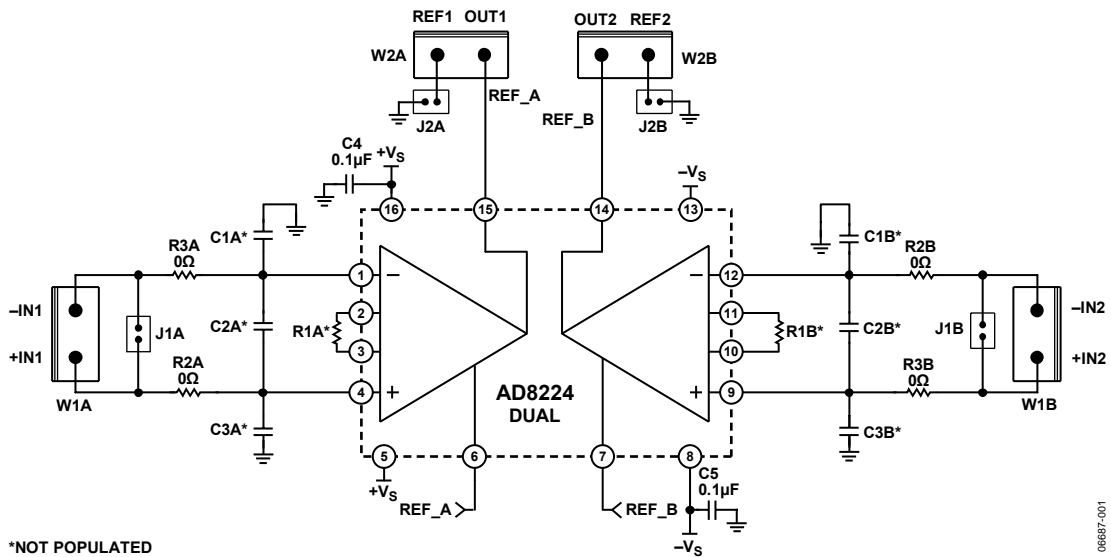 REF1 OUT1
OUT2 REF2
W2A
W2B
REF_A
REF_B
J2A
J2B
C4
0.1µF
+VS
–VS
16
15
14
13
C1A*
C1B*
R3A
0Ω
R2B
0Ω
1
–
–
12
–IN1
–IN2
2
11
J1A
C2A*
R1A*
R1B*
C2B*
J1B
3
10
+IN1
+IN2
R2A
0Ω
R3B
0Ω
4
+
+
9
AD8224
DUAL
W1A
W1B
C3A*
C3B*
5
6
7
8
C5
0.1µF
+VS
REF_A
REF_B
–VS
*NOT POPULATED
06687-001